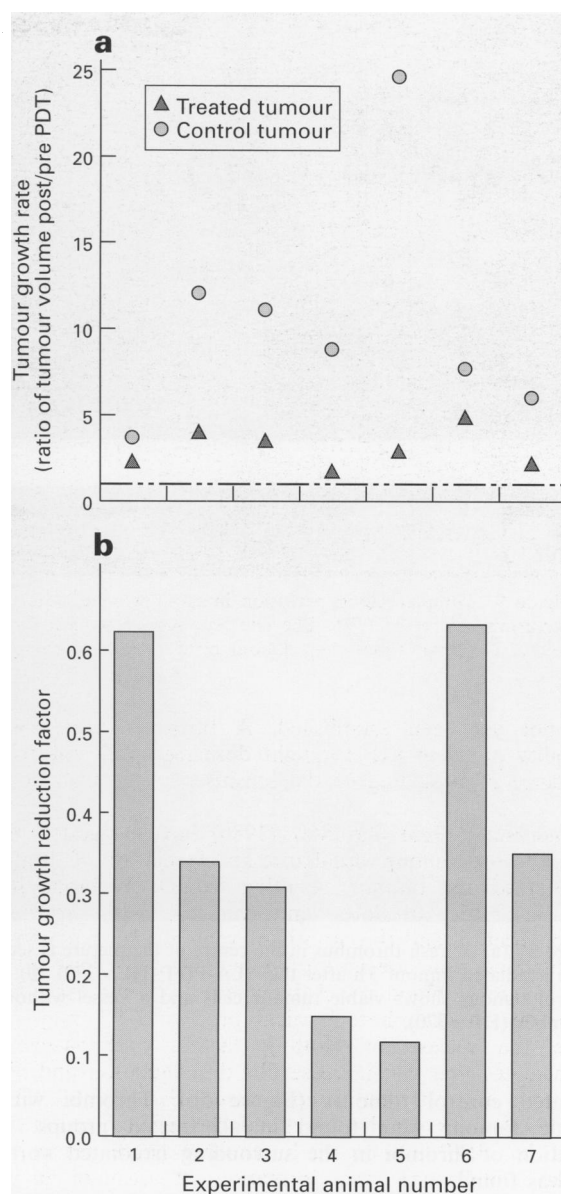 a
Tumour growth rate
(ratio of tumour volume post/pre PDT)
25
20
15
10
5
0
Treated tumour
Control tumour
b
Tumour growth reduction factor
0.6
0.5
0.4
0.3
0.2
0.1
0.0
1 2 3 4 5 6 7
Experimental animal number